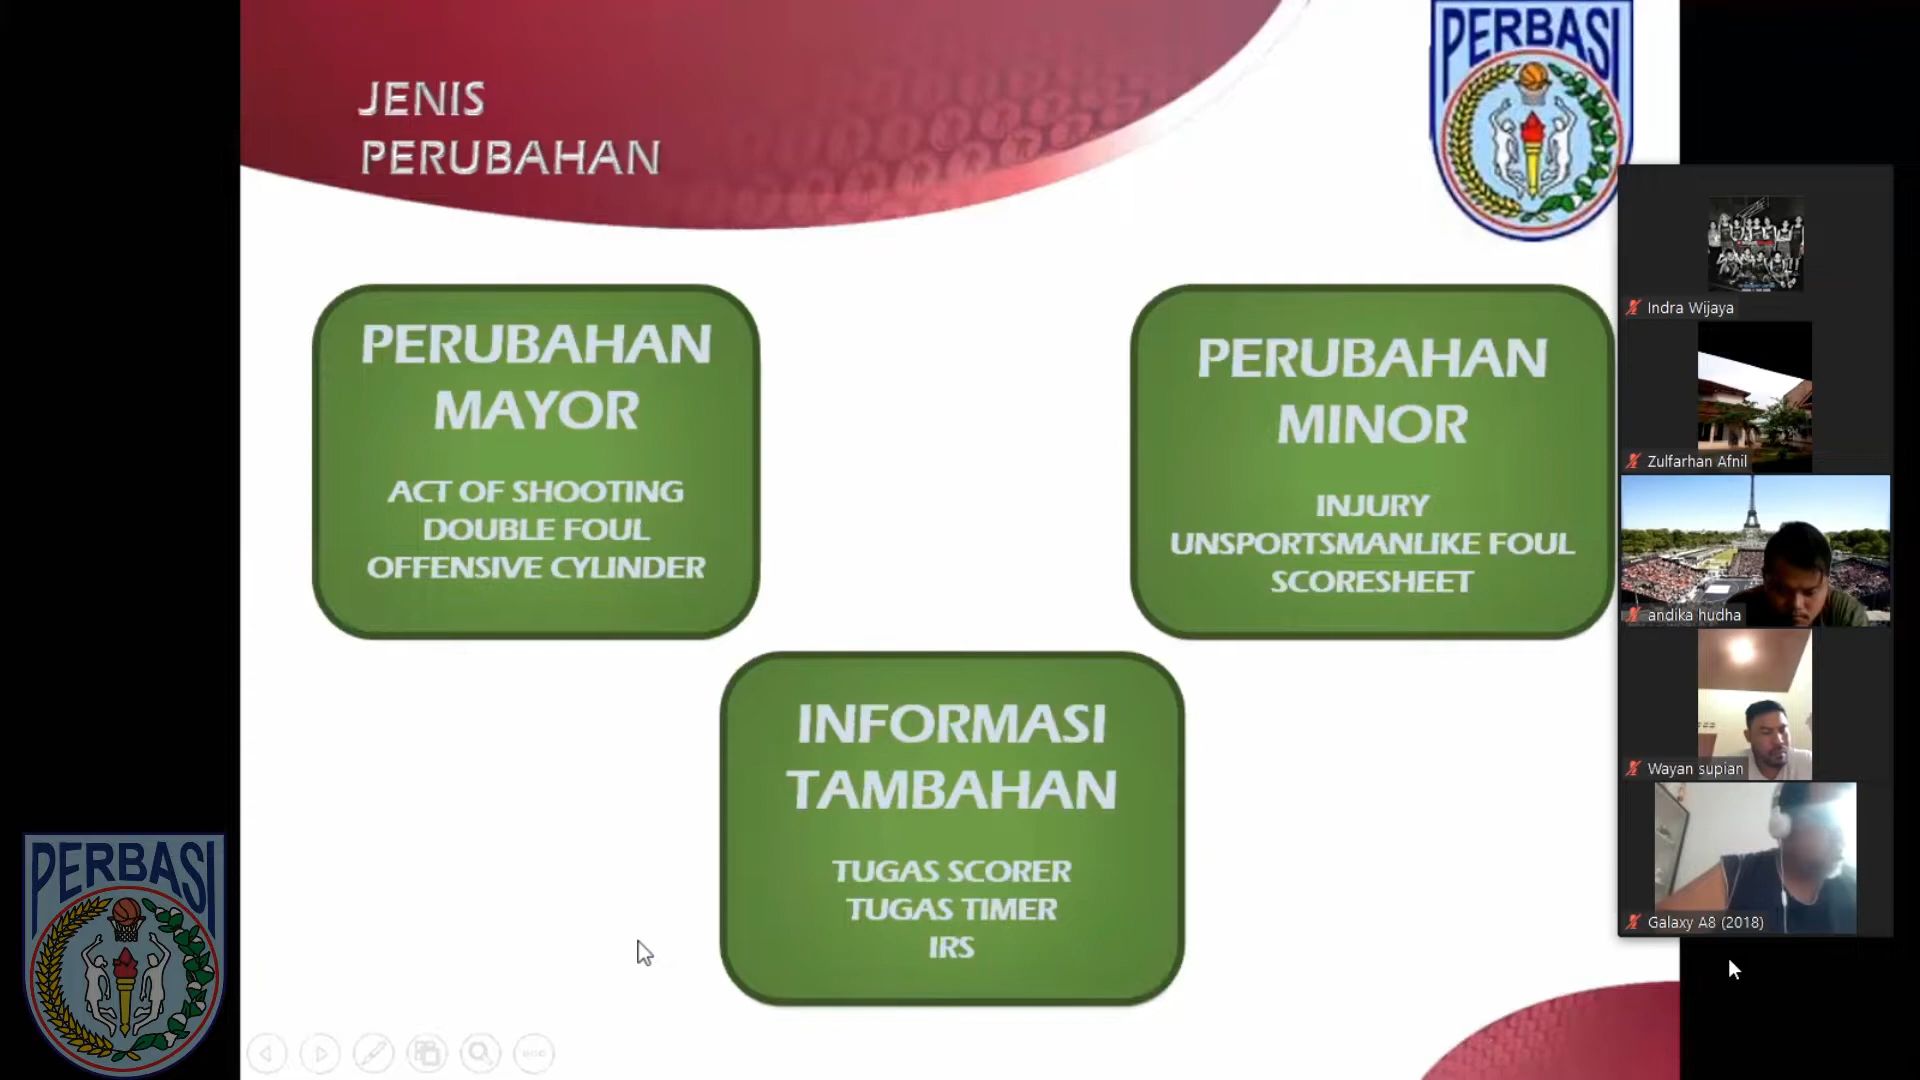 JENIS
PERUBAHAN
PERBASI
PERUBAHAN
MAYOR
ACT OF SHOOTING
DOUBLE FOUL
OFFENSIVE CYLINDER
PERUBAHAN
MINOR
INJURY
UNSPORTSMANLIKE FOUL
SCORESHEET
INFORMASI
TAMBAHAN
TUGAS SCORER
TUGAS TIMER
IRS
Indra Wijaya
Zulfarhan Afnil
andika hudha
Wayan supian
Galaxy A8 (2018)
PERBASI